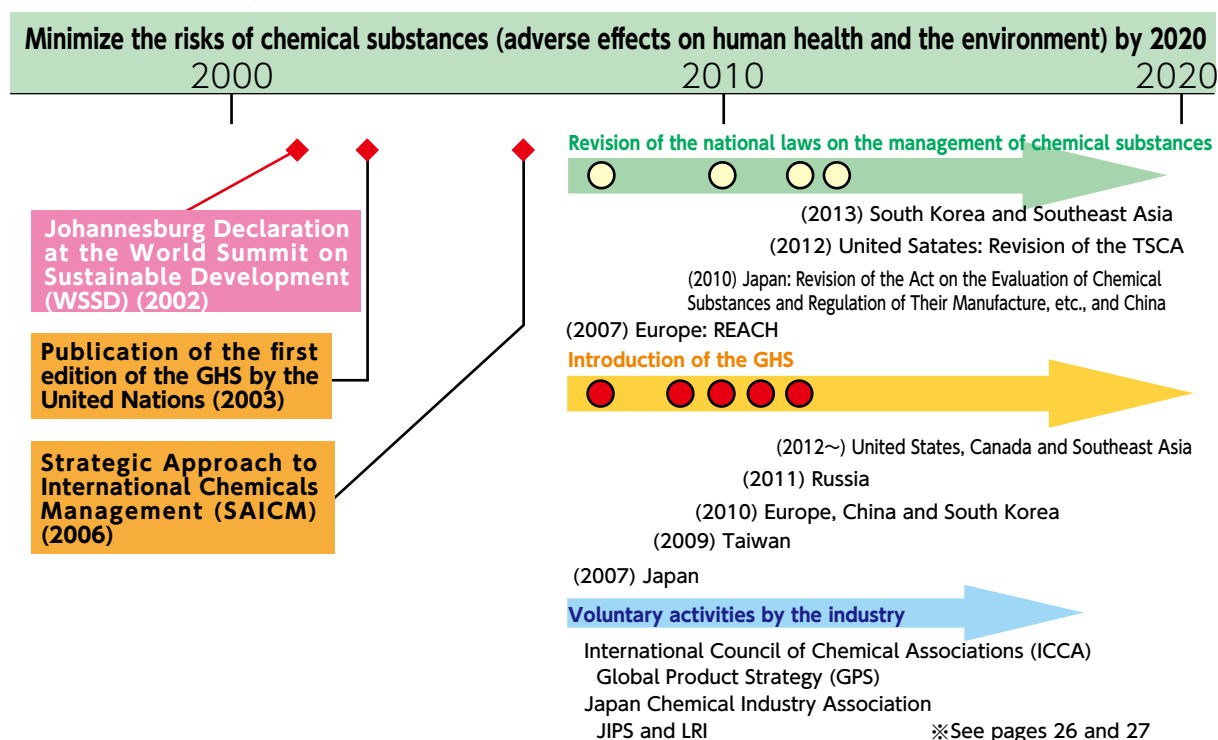 Minimize the risks of chemical substances (adverse effects on human health and the environment) by 2020
2000
2010
2020
Johannesburg Declaration
at the World Summit on
Sustainable Development
(WSSD) (2002)
Publication of the first
edition of the GHS by the
United Nations (2003)
Strategic Approach to
International Chemicals
Management (SAICM)
(2006)
Revision of the national laws on the management of chemical substances
(2013) South Korea and Southeast Asia
(2012) United Satates: Revision of the TSCA
(2010) Japan: Revision of the Act on the Evaluation of Chemical
Substances and Regulation of Their Manufacture, etc., and China
(2007) Europe: REACH
Introduction of the GHS
(2012~) United States, Canada and Southeast Asia
(2011) Russia
(2010) Europe, China and South Korea
(2009) Taiwan
(2007) Japan
Voluntary activities by the industry
International Council of Chemical Associations (ICCA)
Global Product Strategy (GPS)
Japan Chemical Industry Association
JIPS and LRI
※See pages 26 and 27